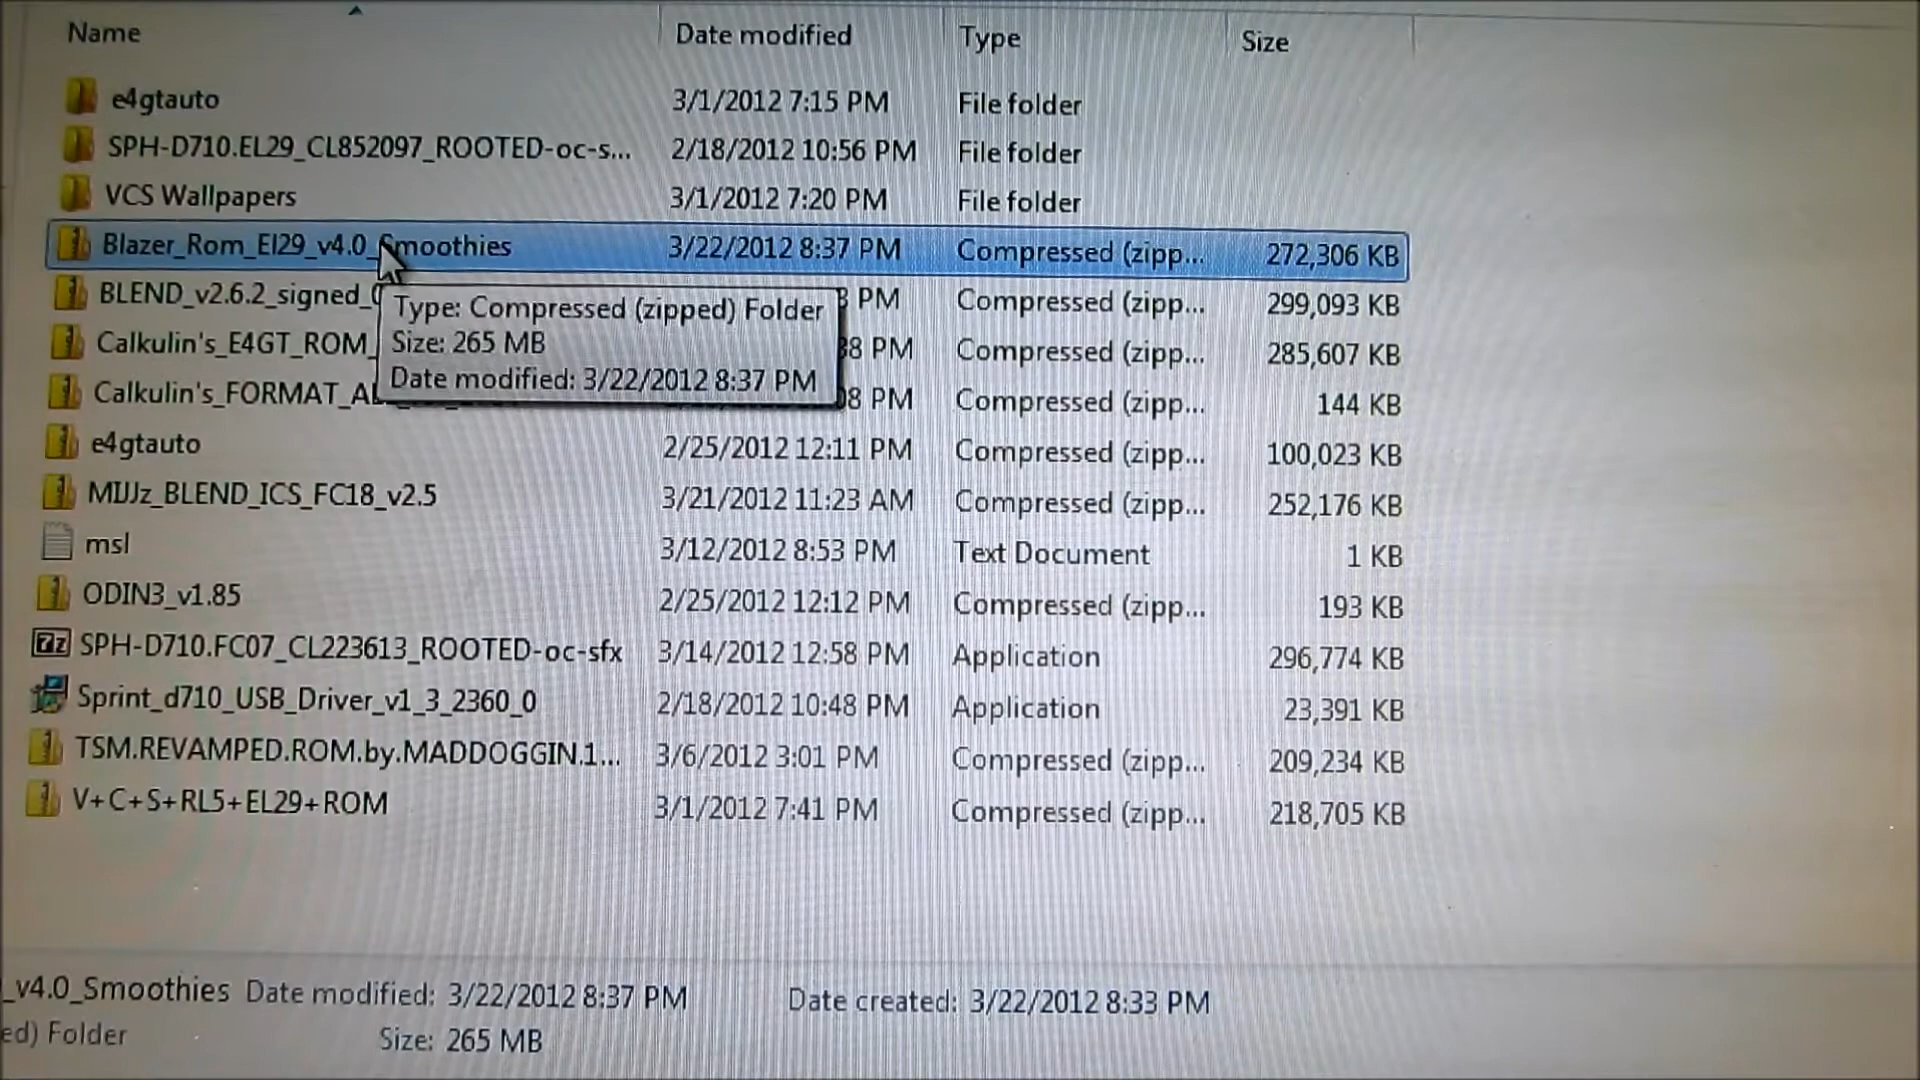 Name Date modified Type Size
e4gtauto 3/1/2012 7:15 PM File folder
SPH-D710.EL29_CL852097_ROOTED-oc-s... 2/18/2012 10:56 PM File folder
VCS Wallpapers 3/1/2012 7:20 PM File folder
Blazer_Rom_El29_v4.0_Smoothies 3/22/2012 8:37 PM Compressed (zipp... 272,306 KB
BLEND_v2.6.2_signed_ PM Compressed (zipp... 299,093 KB
Type: Compressed (zipped) Folder
Calkulin's_E4GT_ROM_ 8 PM Compressed (zipp... 285,607 KB
Size: 265 MB
Date modified: 3/22/2012 8:37 PM
Calkulin's_FORMAT_A 8 PM Compressed (zipp... 144 KB
e4gtauto 2/25/2012 12:11 PM Compressed (zipp... 100,023 KB
MIJJz_BLEND_ICS_FC18_v2.5 3/21/2012 11:23 AM Compressed (zipp... 252,176 KB
msl 3/12/2012 8:53 PM Text Document 1 KB
ODIN3_v1.85 2/25/2012 12:12 PM Compressed (zipp... 193 KB
7z SPH-D710.FC07_CL223613_ROOTED-oc-sfx 3/14/2012 12:58 PM Application 296,774 KB
Sprint_d710_USB_Driver_v1_3_2360_0 2/18/2012 10:48 PM Application 23,391 KB
TSM.REVAMPED.ROM.by.MADDOGGIN.1... 3/6/2012 3:01 PM Compressed (zipp... 209,234 KB
V+C+S+RL5+EL29+ROM 3/1/2012 7:41 PM Compressed (zipp... 218,705 KB
_v4.0_Smoothies Date modified: 3/22/2012 8:37 PM Date created: 3/22/2012 8:33 PM
ed) Folder Size: 265 MB